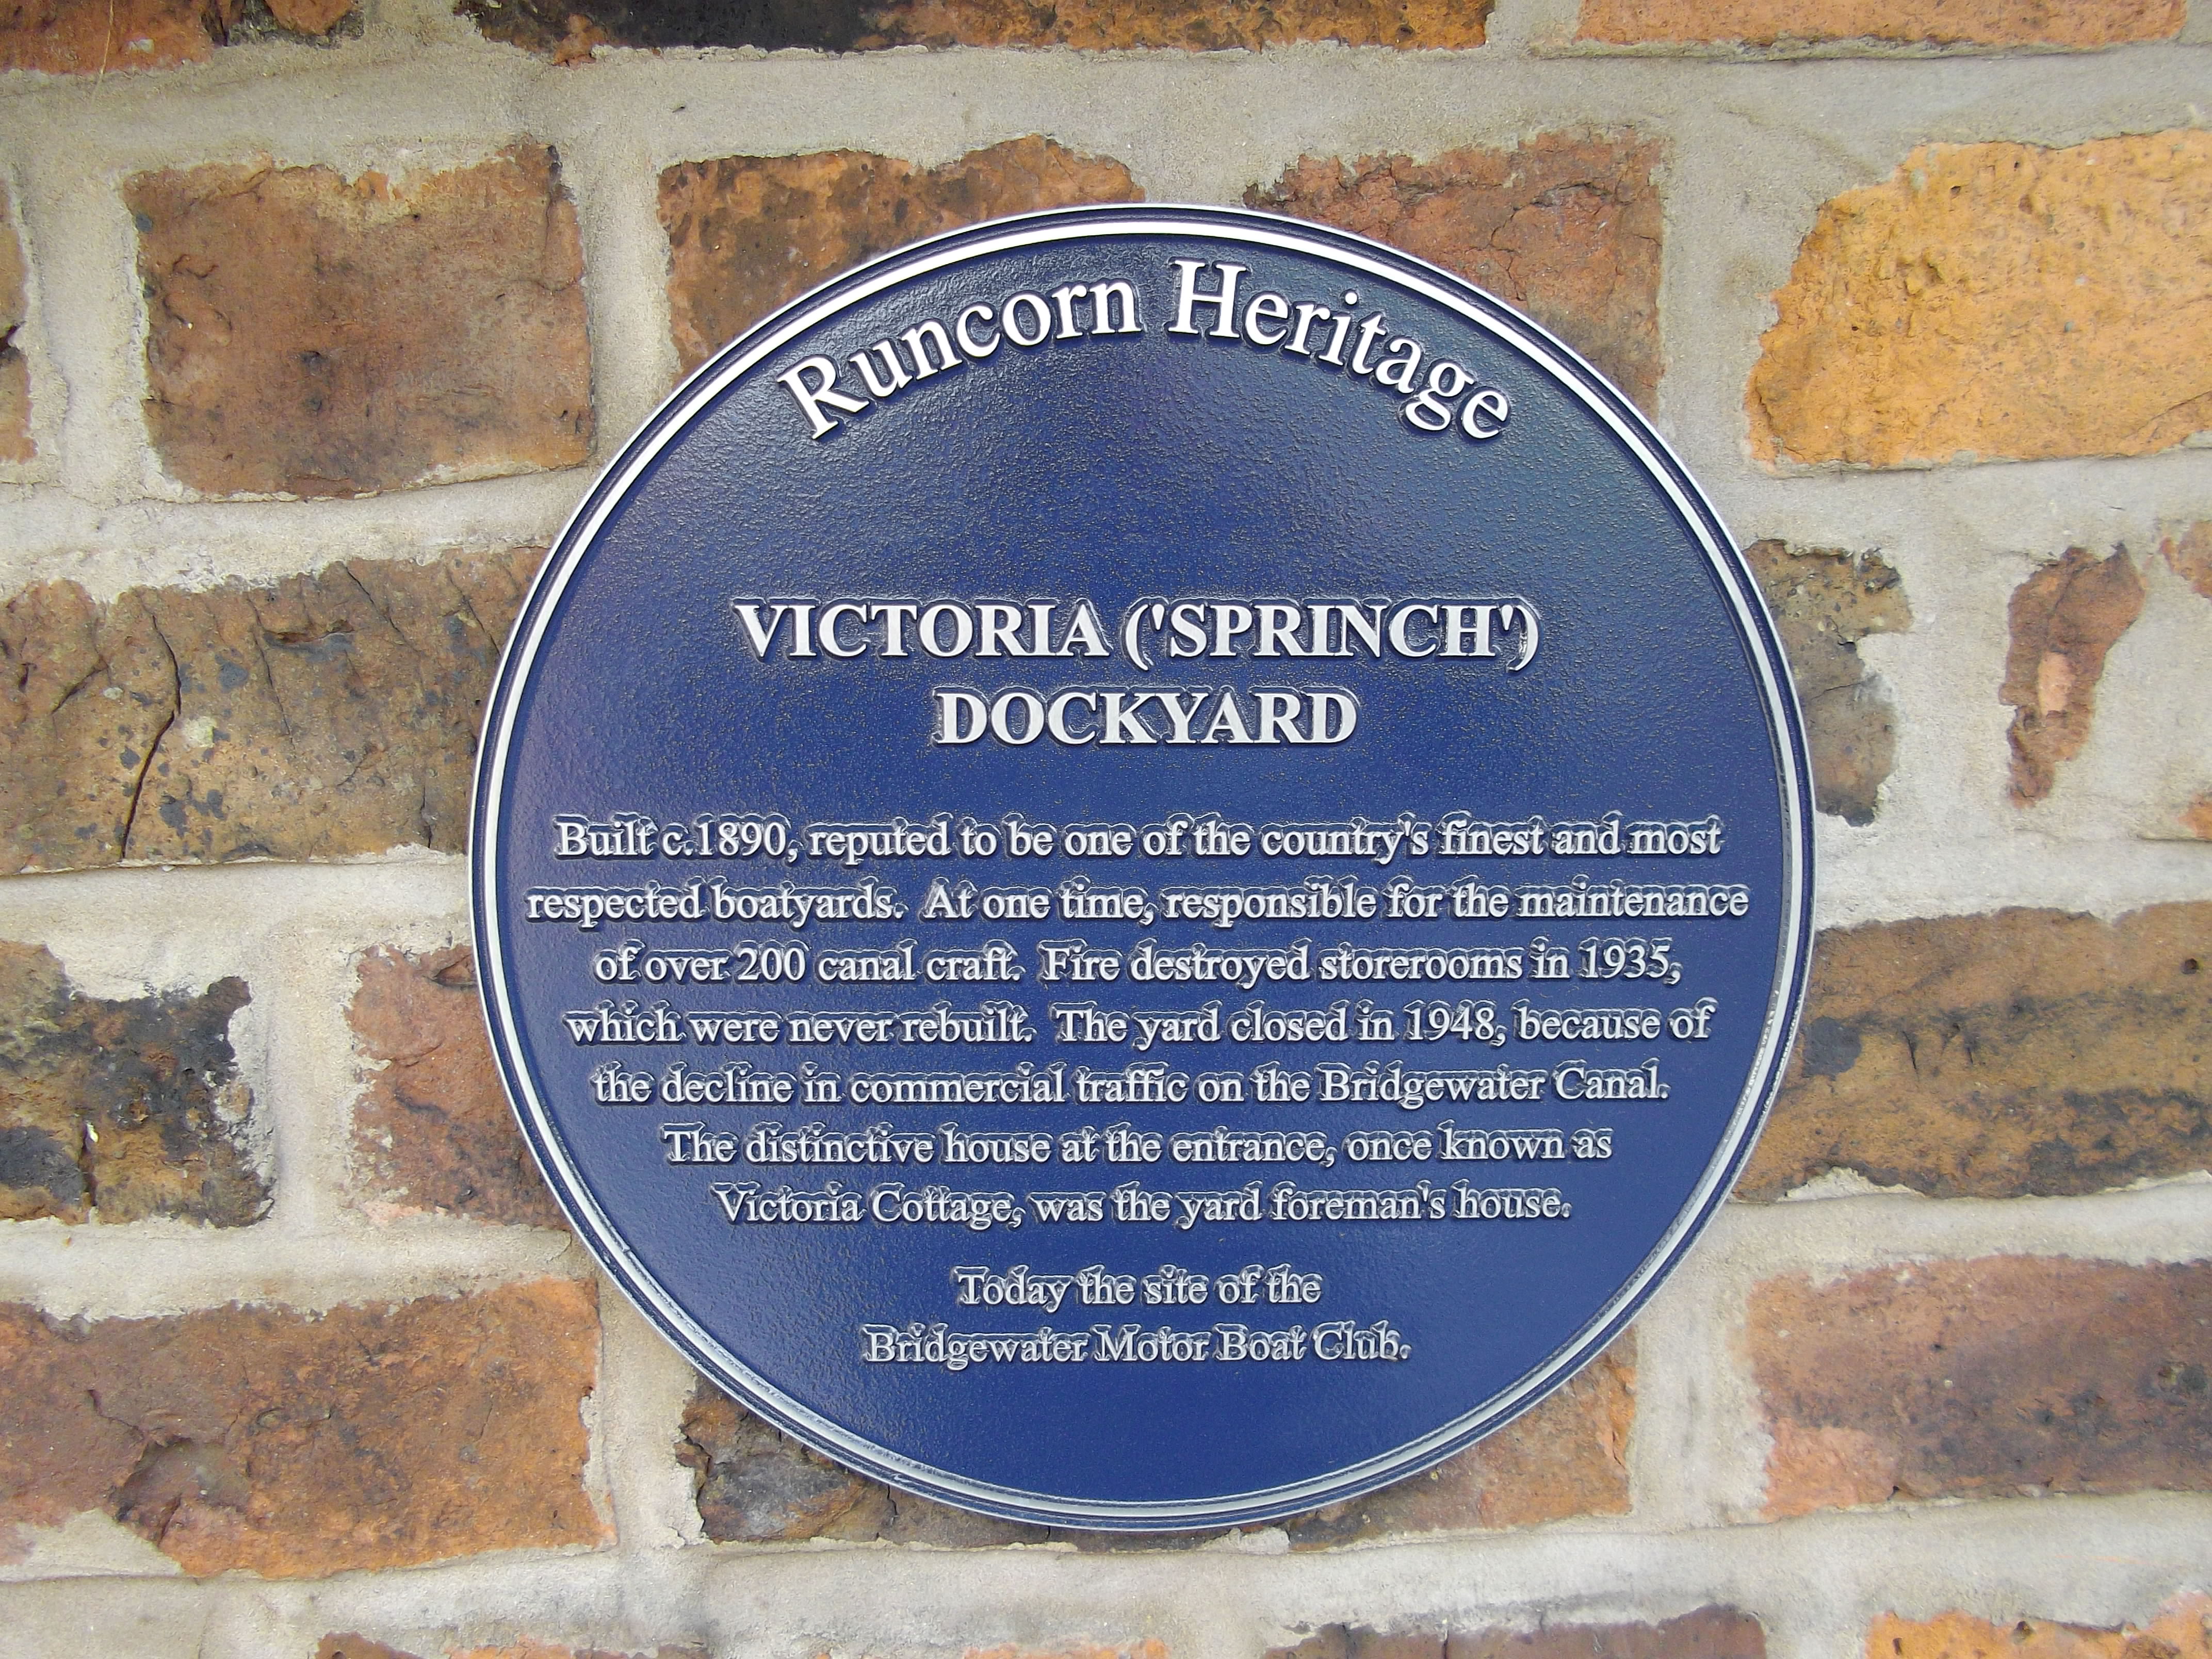 Runcorn Heritage
VICTORIA ('SPRINCH')
DOCKYARD
Built c.1890, reputed to be one of the country's finest and most
respected boatyards. At one time, responsible for the maintenance
of over 200 canal craft. Fire destroyed storerooms in 1935,
which were never rebuilt. The yard closed in 1948, because of
the decline in commercial traffic on the Bridgewater Canal.
The distinctive house at the entrance, once known as
Victoria Cottage, was the yard foreman's house.
Today the site of the
Bridgewater Motor Boat Club.